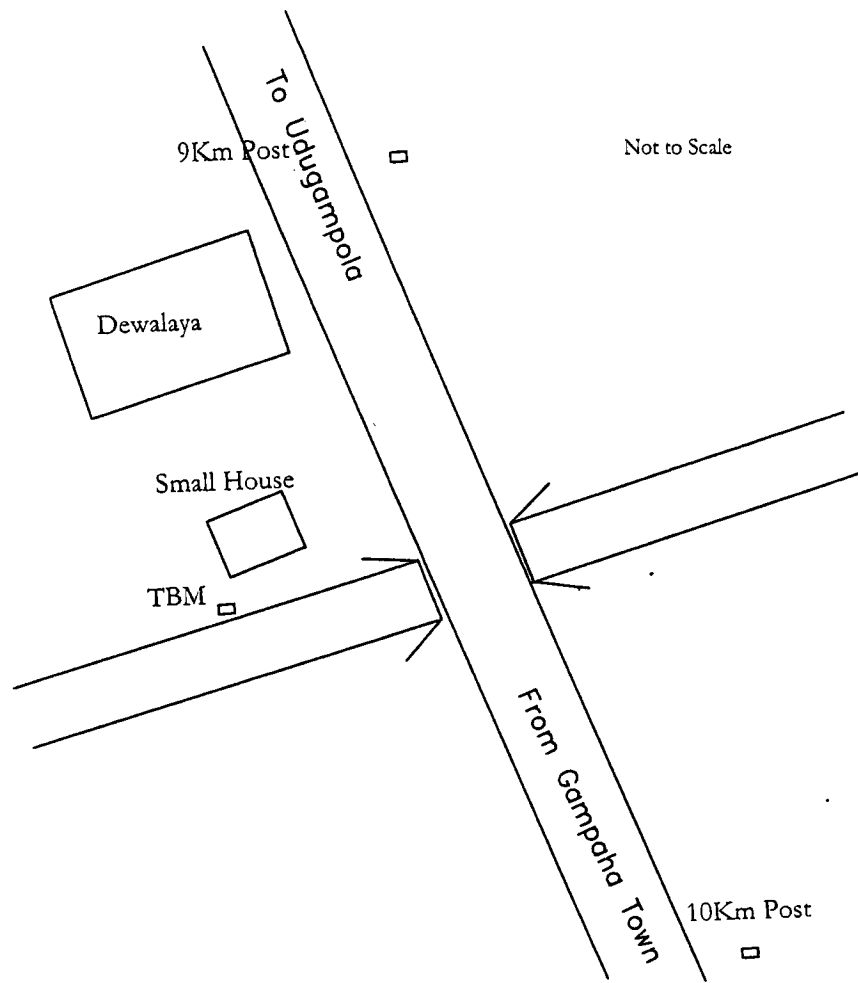 To Udugampola
9Km Post
Not to Scale
Dewalaya
Small House
TBM
From Gampaha Town
10Km Post